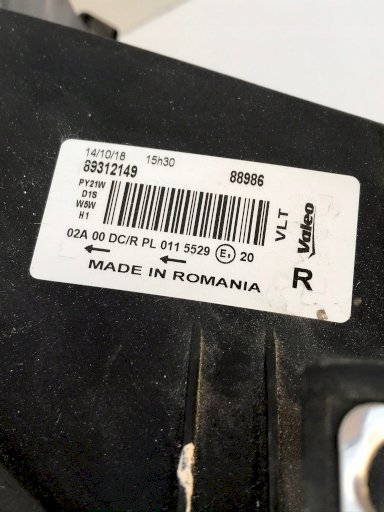 14/10/18 15h30
89312149 88986
PY21W
D1S
W5W
H1
VLT
Valeo
02A 00 DC/R PL 011 5529 E1 20
← ←
MADE IN ROMANIA
R